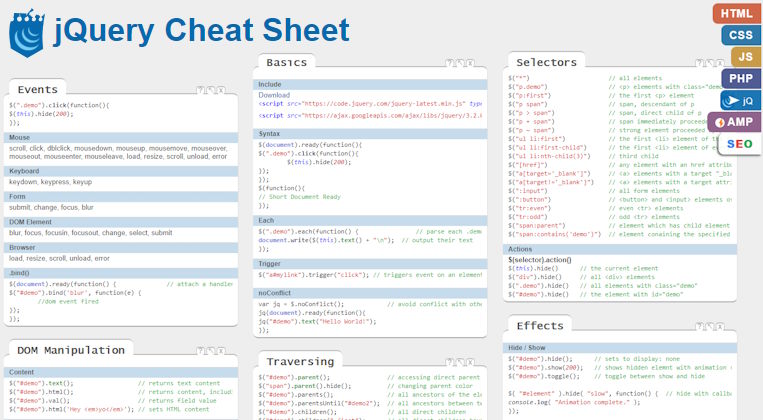 jQuery Cheat Sheet
HTML
CSS
JS
PHP
jQ
AMP
SEO
Events
$(".demo").click(function(){
$(this).hide(200);
});
Mouse
scroll, click, dblclick, mousedown, mouseup, mousemove, mouseover,
mouseout, mouseenter, mouseleave, load, resize, scroll, unload, error
Keyboard
keydown, keypress, keyup
Form
submit, change, focus, blur
DOM Element
blur, focus, focusin, focusout, change, select, submit
Browser
load, resize, scroll, unload, error
.bind()
$(document).ready(function() { // attach a handler
$("#demo").bind('blur', function(e) {
//dom event fired
});
});
DOM Manipulation
Content
$("#demo").text(); // returns text content
$("#demo").html(); // returns content, includ
$("#demo").val(); // returns field value
$("#demo").html('Hey <em>yo</em>'); // sets HTML content
Basics
Include
Download
<script src="https://code.jquery.com/jquery-latest.min.js" type
<script src="https://ajax.googleapis.com/ajax/libs/jquery/3.2.
Syntax
$(document).ready(function(){
$(".demo").click(function(){
$(this).hide(200);
});
});
$(function(){
// Short Document Ready
});
Each
$(".demo").each(function() { // parse each .demo
document.write($(this).text() + "\n"); // output their text
});
Trigger
$("a#mylink").trigger("click"); // triggers event on an element
noConflict
var jq = $.noConflict(); // avoid conflict with othe
jq(document).ready(function(){
jq("#demo").text("Hello World!");
});
Traversing
$("#demo").parent(); // accessing direct parent
$("span").parent().hide(); // changing parent color
$("#demo").parents(); // all ancestors of the el
$("#demo").parentsUntil("#demo2"); // all ancestors between t
$("#demo").children(); // all direct children
Selectors
$("*") // all elements
$("p.demo") // <p> elements with class="dem
$("p:first") // the first <p> element
$("p span") // span, descendant of p
$("p > span") // span, direct child of p
$("p + span") // span immediately proceed
$("p ~ span") // strong element proceeded
$("ul li:first") // the first <li> element of th
$("ul li:first-child") // the first <li> element of e
$("ul li:nth-child(3)") // third child
$("[href]") // any element with an href attrib
$("a[target='_blank']") // <a> elements with a target "_bla
$("a[target!='_blank']") // <a> elements with a target attr
$(":input") // all form elements
$(":button") // <button> and <input> elements o
$("tr:even") // even <tr> elements
$("tr:odd") // odd <tr> elements
$("span:parent") // element which has child element
$("span:contains('demo')") // element conaining the specified
Actions
$(selector).action()
$(this).hide() // the current element
$("div").hide() // all <div> elements
$(".demo").hide() // all elements with class="demo"
$("#demo").hide() // the element with id="demo"
Effects
Hide / Show
$("#demo").hide(); // sets to display: none
$("#demo").show(200); // shows hidden elemnt with animation
$("#demo").toggle(); // toggle between show and hide
$( "#element" ).hide( "slow", function() { // hide with callba
console.log( "Animation complete." );
});